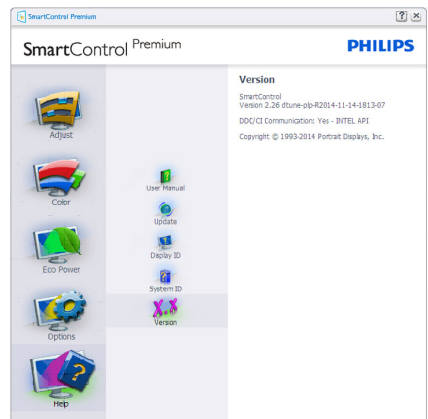 SmartControl Premium
SmartControl Premium
PHILIPS
Adjust
Color
Eco Power
Options
Help
User Manual
Update
Display ID
System ID
X.X
Version
Version
SmartControl
Version 2.26 dtune-plp-R2014-11-14-1813-07
DDC/CI Communication: Yes - INTEL API
Copyright © 1993-2014 Portrait Displays, Inc.